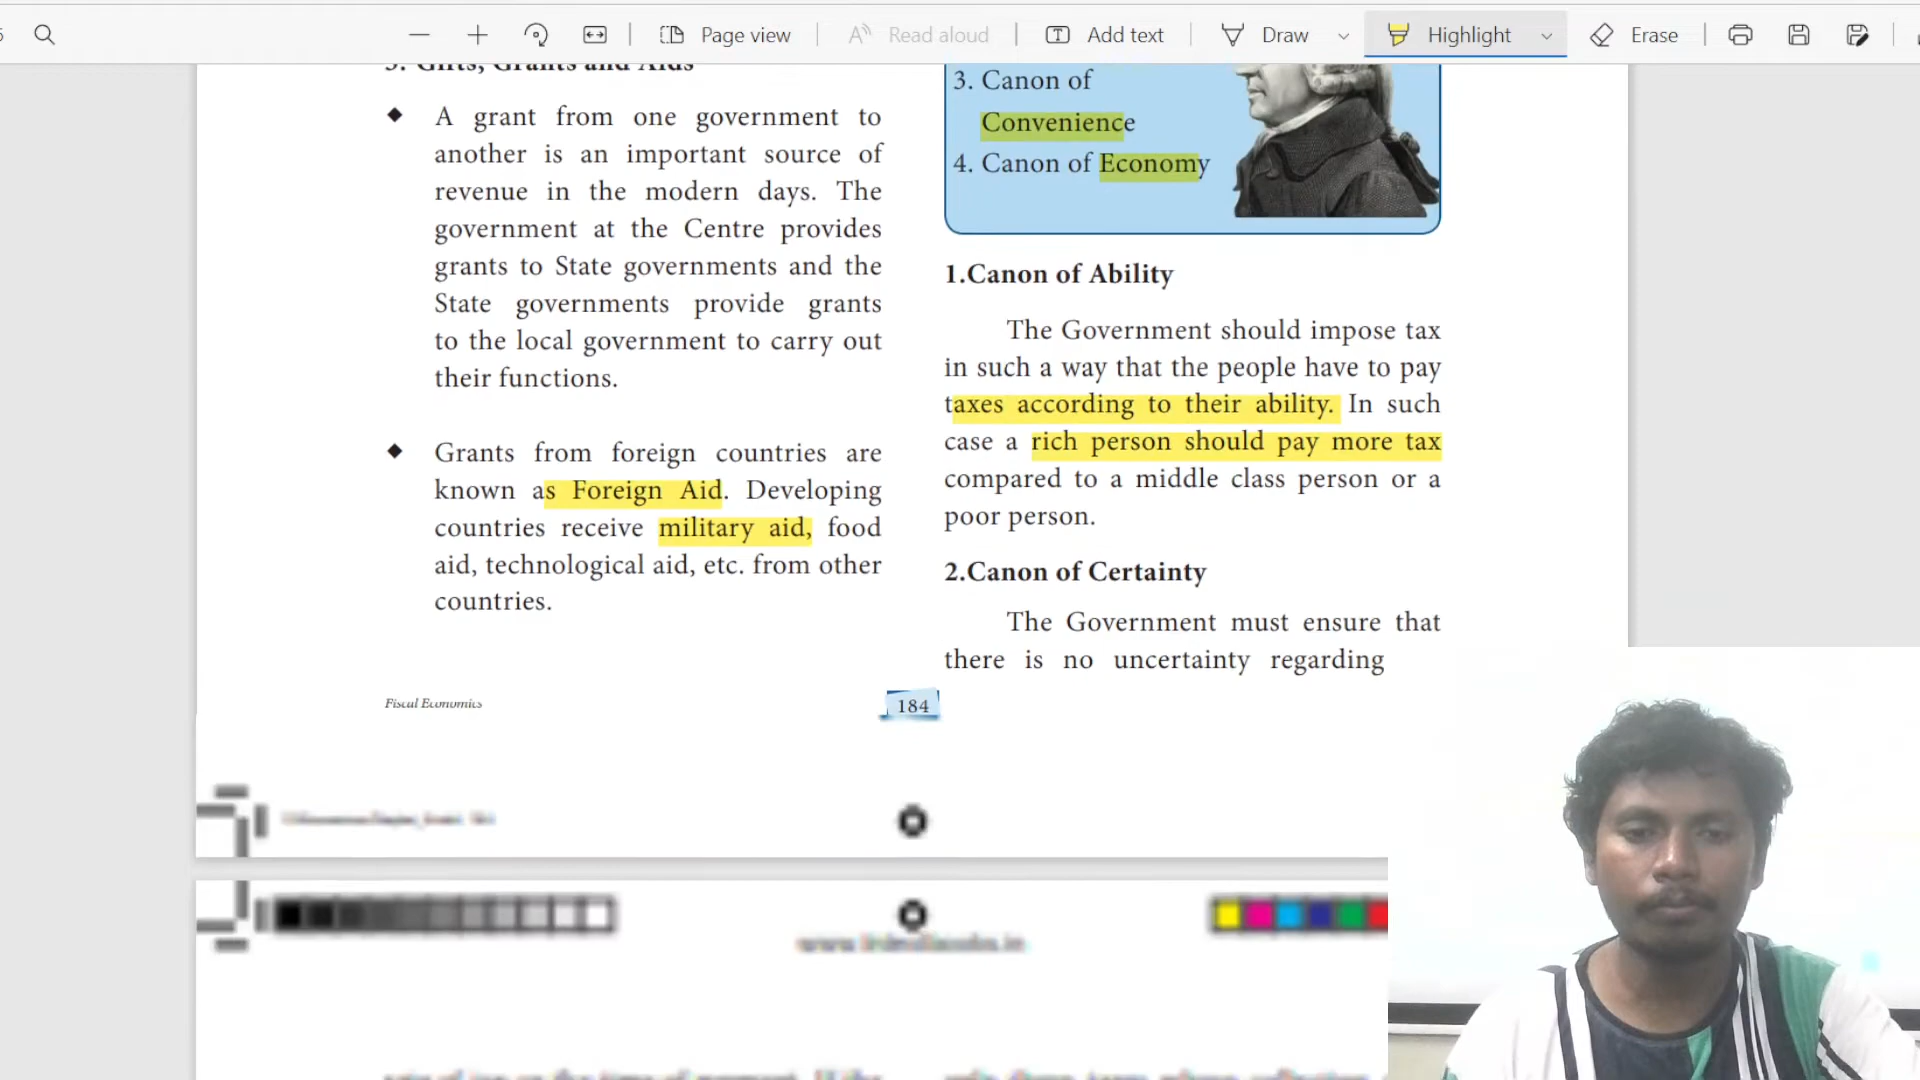 Page view
Read aloud
Add text
Draw
Highlight
Erase
3. Gifts, Grants and Aids
A grant from one government to
another is an important source of
revenue in the modern days. The
government at the Centre provides
grants to State governments and the
State governments provide grants
to the local government to carry out
their functions.
Grants from foreign countries are
known as Foreign Aid. Developing
countries receive military aid, food
aid, technological aid, etc. from other
countries.
3. Canon of
Convenience
4. Canon of Economy
1.Canon of Ability
The Government should impose tax
in such a way that the people have to pay
taxes according to their ability. In such
case a rich person should pay more tax
compared to a middle class person or a
poor person.
2.Canon of Certainty
The Government must ensure that
there is no uncertainty regarding
Fiscal Economics
184